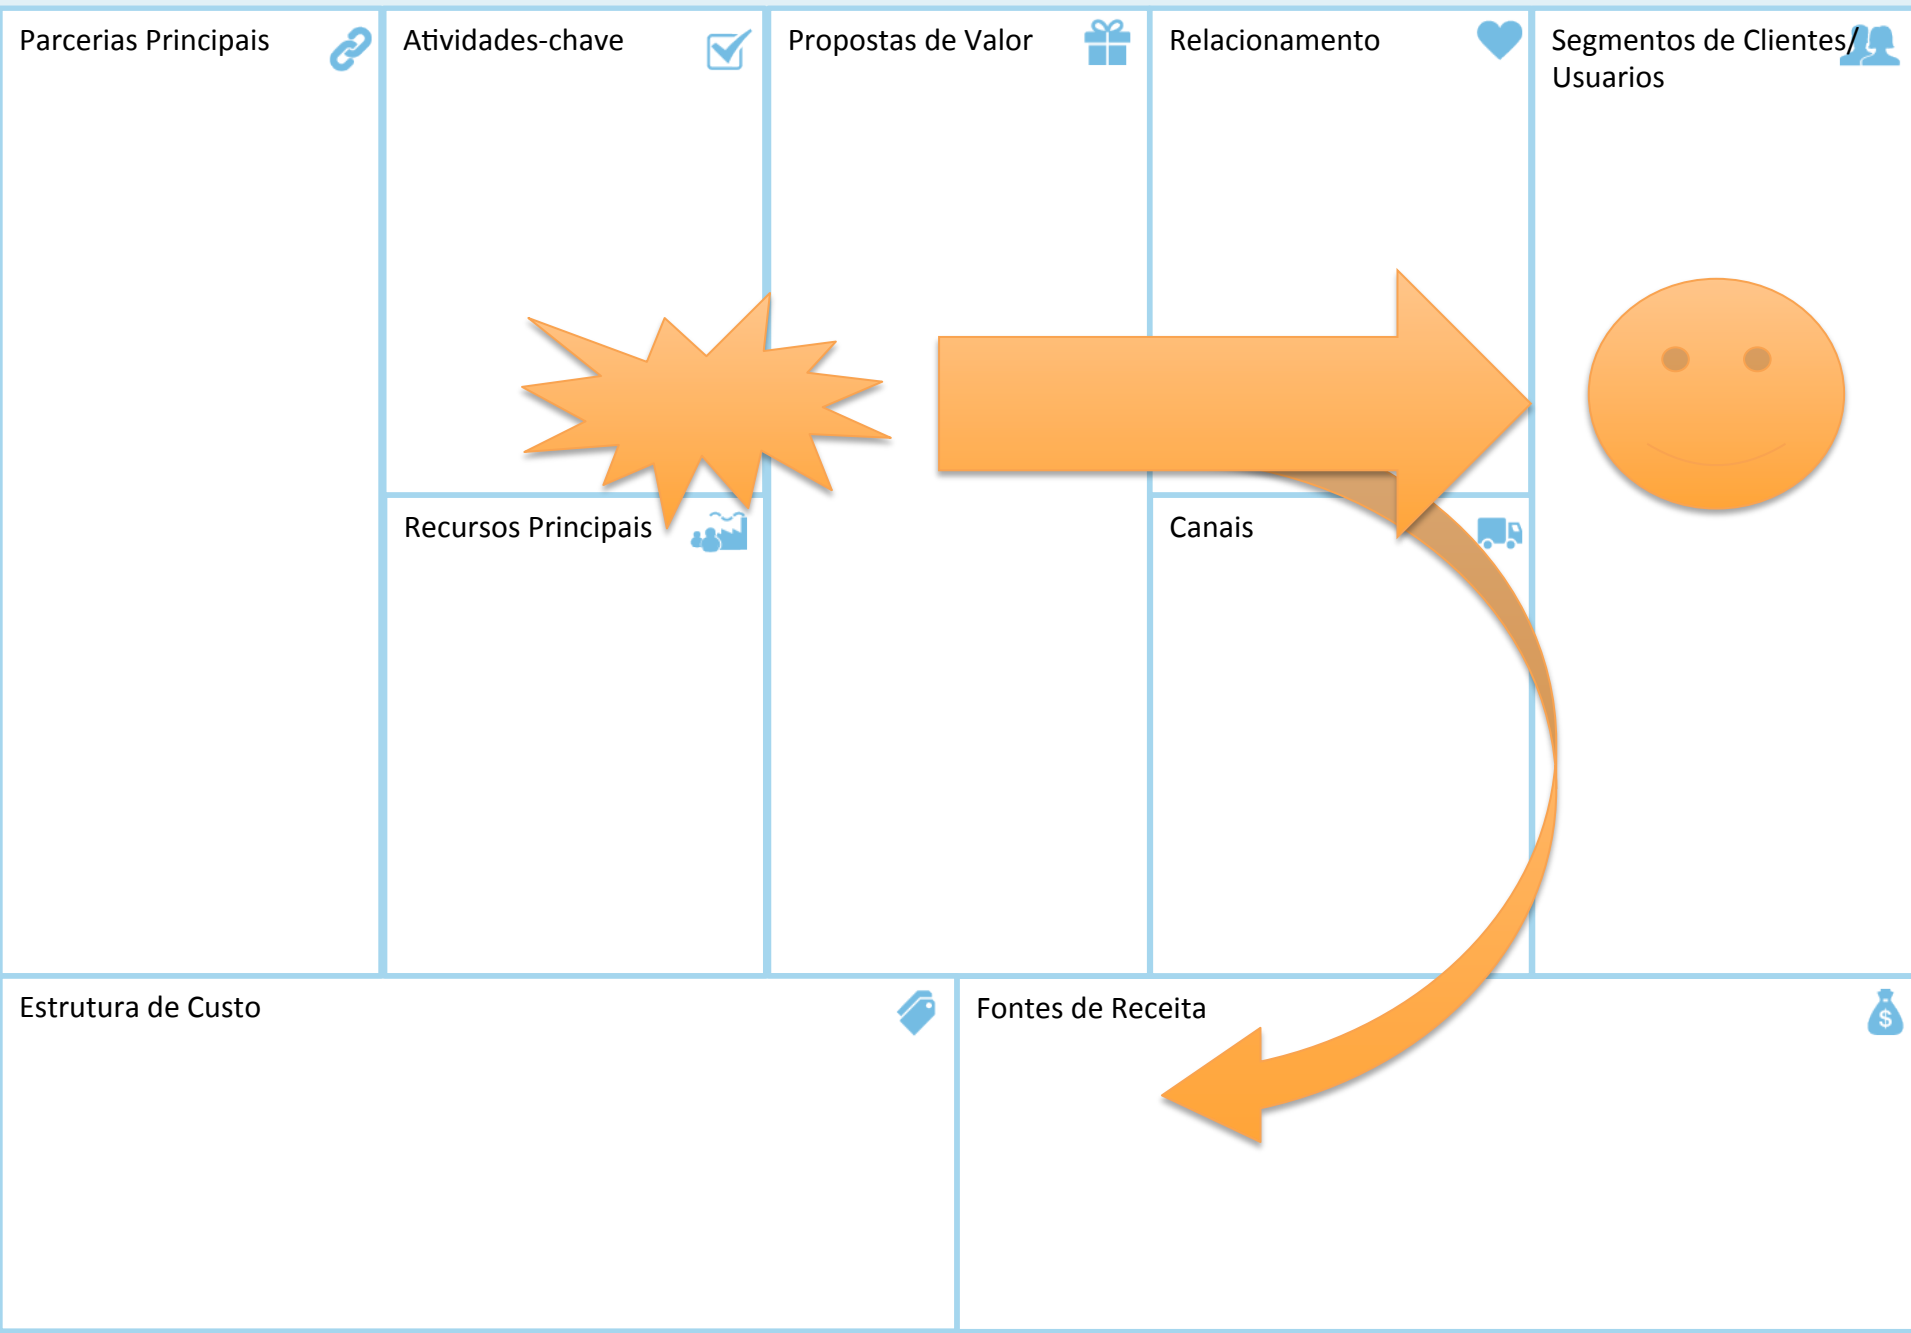 Parcerias Principais
Atividades-chave
Propostas de Valor
Relacionamento
Segmentos de Clientes/
Usuarios
Recursos Principais
Canais
Estrutura de Custo
Fontes de Receita
$